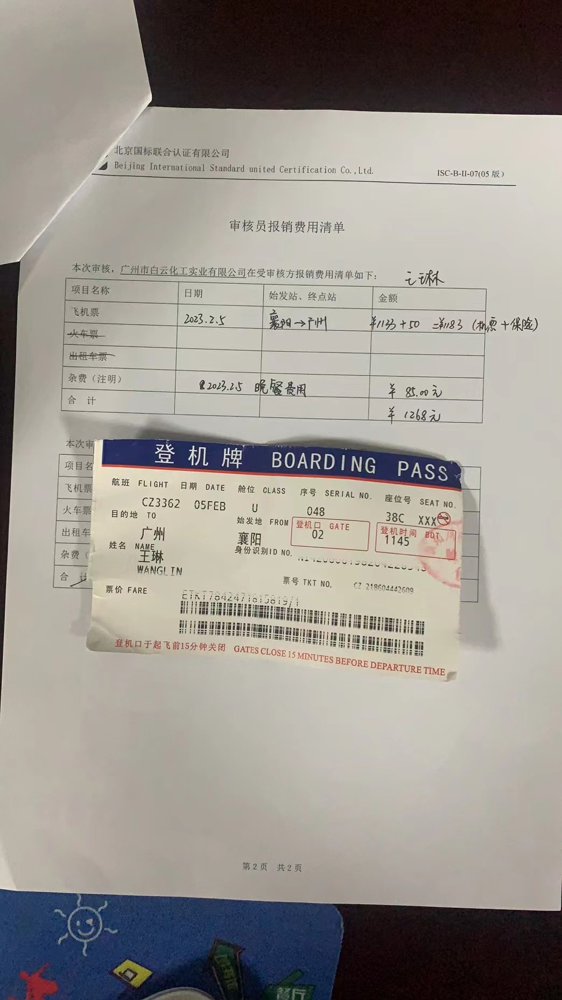 北京国标联合认证有限公司
Beijing International Standard united Certification Co.,Ltd.
ISC-B-II-07(05 版)
审核员报销费用清单
本次审核，广州市白云化工实业有限公司在受审核方报销费用清单如下： 王琳
项目名称 日期 始发站、终点站 金额
飞机票 2023.2.5 襄阳→广州 ¥1133+50=¥1183（机票+保险）
火车票
出租车票
杂费（注明） 2023.2.5 晚餐费用 ¥ 85.00元
合 计 ¥ 1268元
本次审
项目名
飞机票
火车票
出租车
杂费（
合 计
登机牌 BOARDING PASS
航班 FLIGHT 日期 DATE 舱位 CLASS 序号 SERIAL NO. 座位号 SEAT NO.
CZ3362 05FEB U 048 38C XXX
目的地 TO 始发地 FROM 登机口 GATE 登机时间 BDT
广州 襄阳 02 1145
姓名 NAME 身份识别ID NO.
王琳
WANGLIN
票号 TKT NO. CZ 218604442609
票价 FARE
登机口于起飞前15分钟关闭 GATES CLOSE 15 MINUTES BEFORE DEPARTURE TIME
第 2 页 共 2 页
餐厅